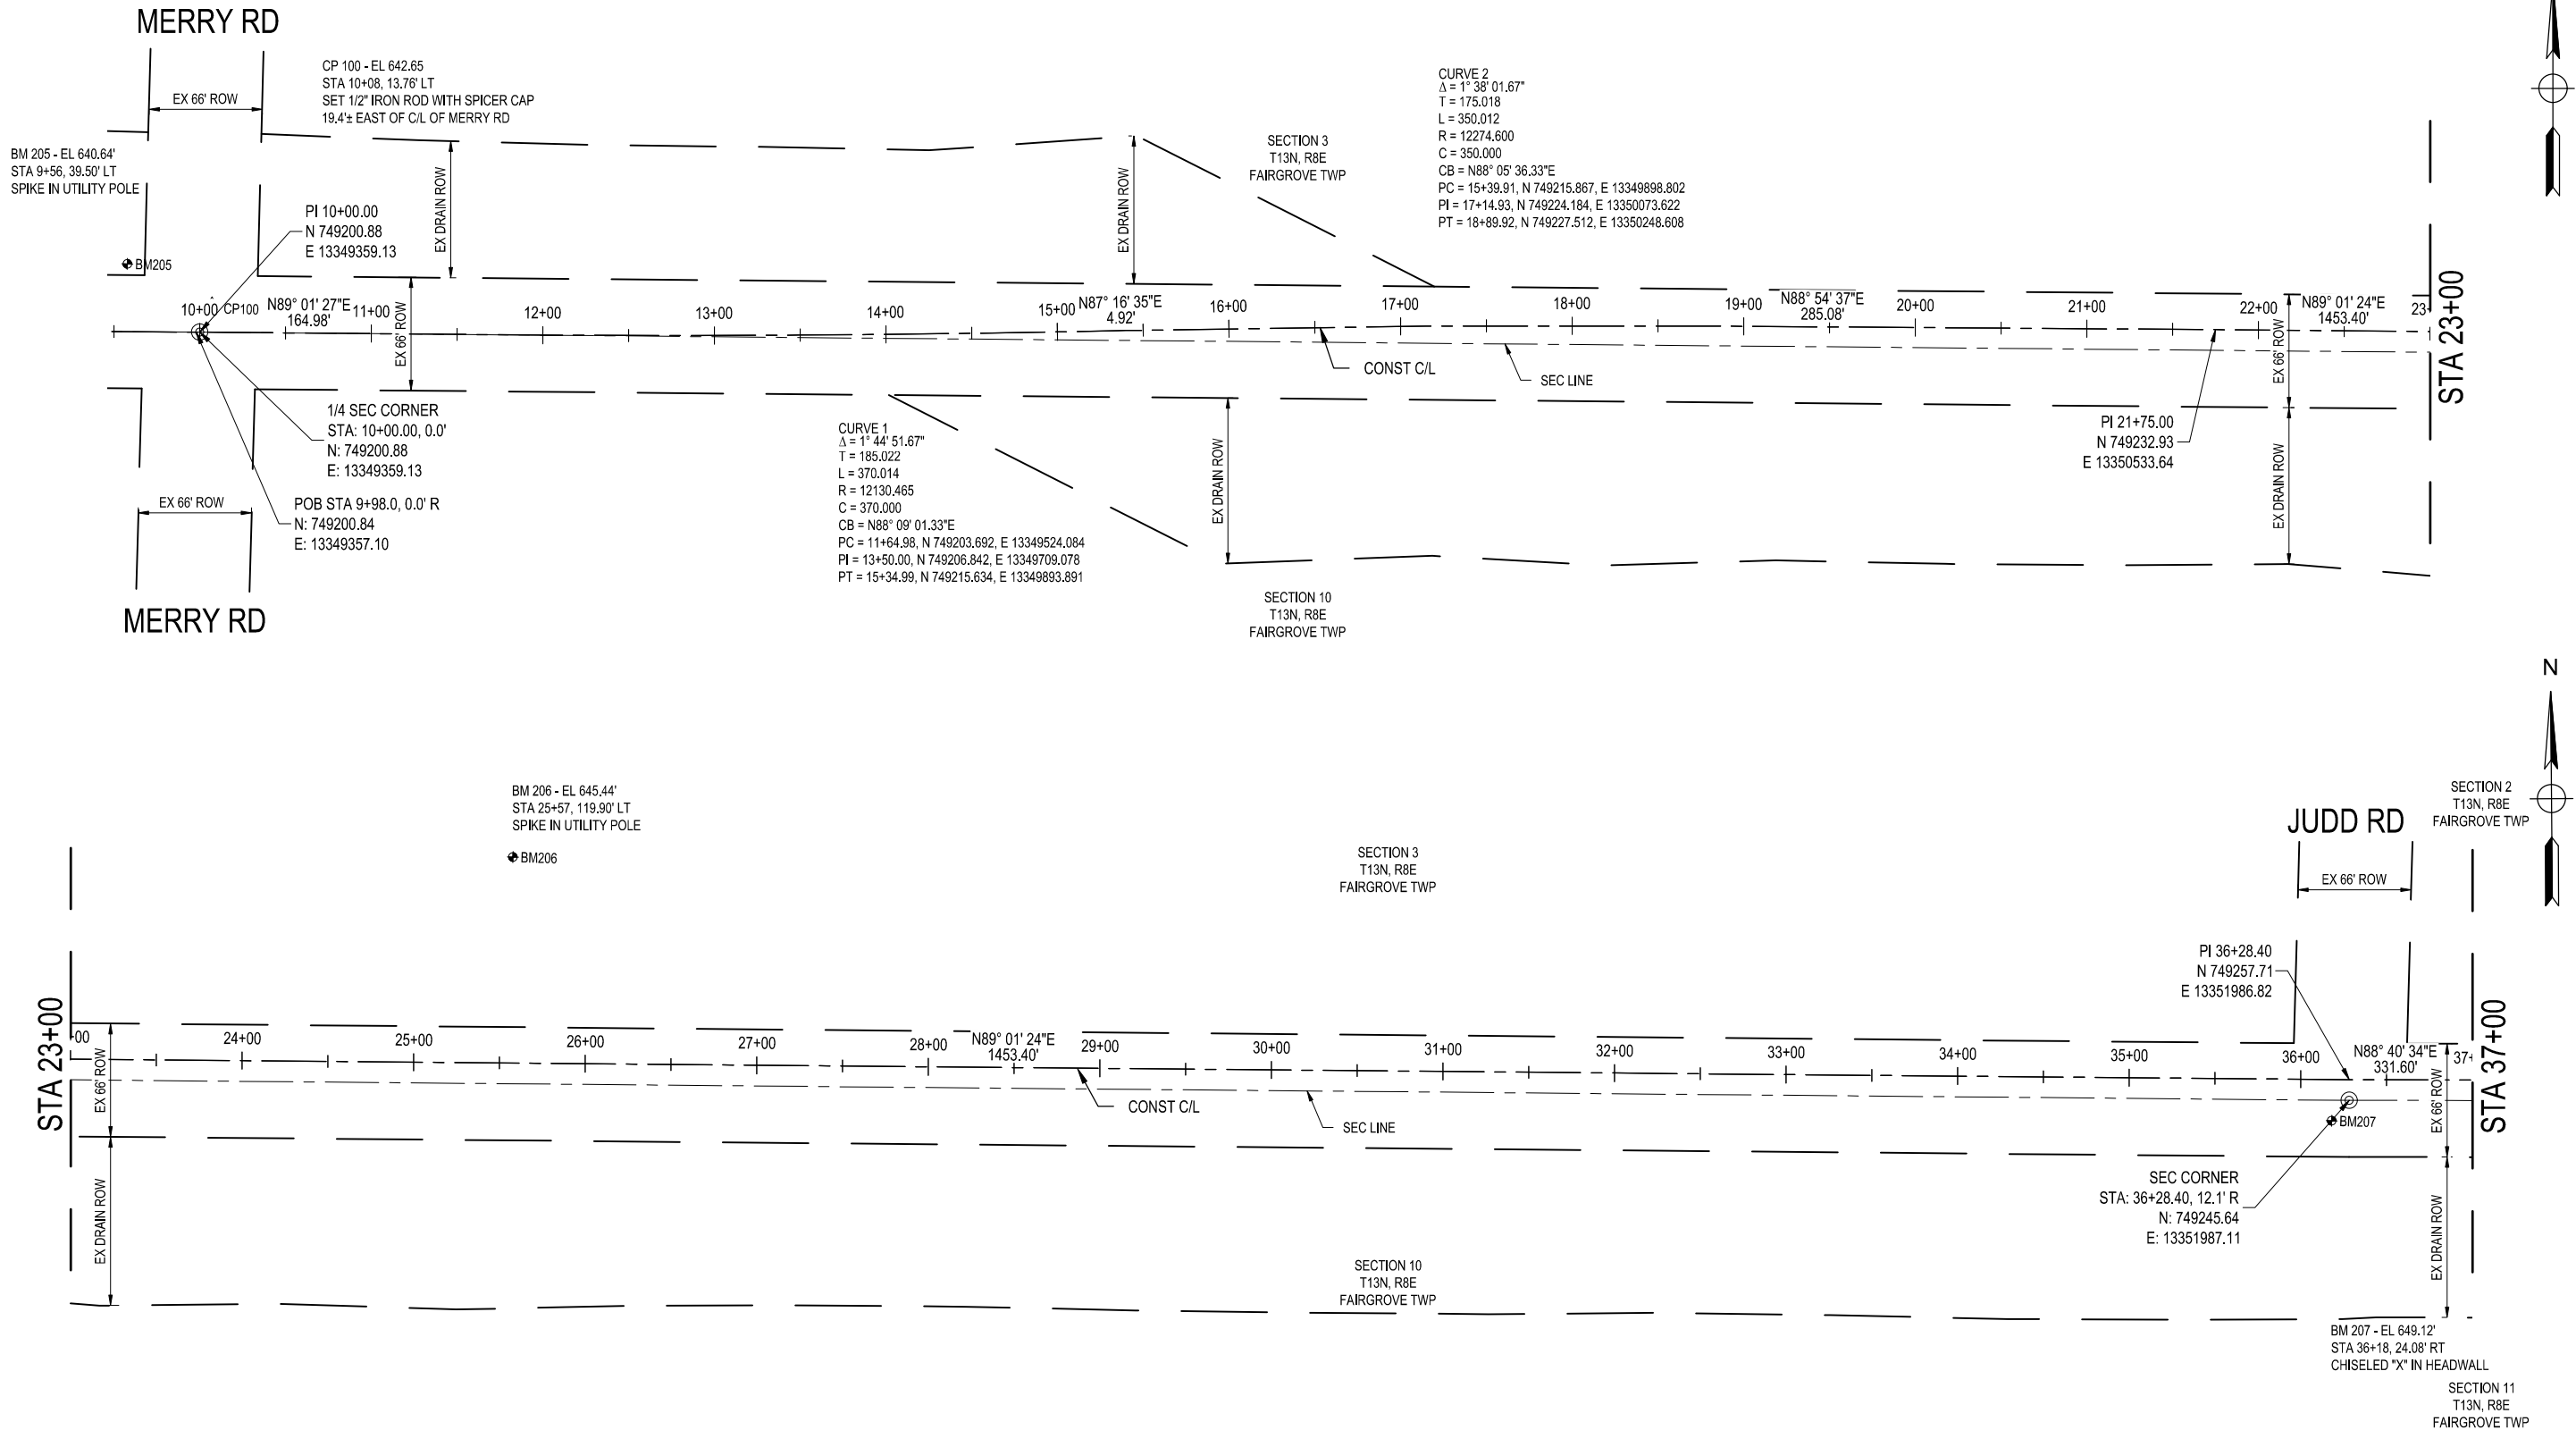 MERRY RD
EX 66' ROW
CP 100 - EL 642.65
STA 10+08, 13.76' LT
SET 1/2" IRON ROD WITH SPICER CAP
19.4'± EAST OF C/L OF MERRY RD
BM 205 - EL 640.64'
STA 9+56, 39.50' LT
SPIKE IN UTILITY POLE
BM205
PI 10+00.00
N 749200.88
E 13349359.13
EX DRAIN ROW
EX DRAIN ROW
SECTION 3
T13N, R8E
FAIRGROVE TWP
CURVE 2
Δ = 1° 38' 01.67"
T = 175.018
L = 350.012
R = 12274.600
C = 350.000
CB = N88° 05' 36.33"E
PC = 15+39.91, N 749215.867, E 13349898.802
PI = 17+14.93, N 749224.184, E 13350073.622
PT = 18+89.92, N 749227.512, E 13350248.608
10+00
CP100
N89° 01' 27"E
164.98'
11+00
EX 66' ROW
12+00
13+00
14+00
15+00
N87° 16' 35"E
4.92'
16+00
17+00
18+00
19+00
N88° 54' 37"E
285.08'
20+00
21+00
22+00
EX 66' ROW
N89° 01' 24"E
1453.40'
23+
STA 23+00
CONST C/L
SEC LINE
1/4 SEC CORNER
STA: 10+00.00, 0.0'
N: 749200.88
E: 13349359.13
EX 66' ROW
POB STA 9+98.0, 0.0' R
N: 749200.84
E: 13349357.10
MERRY RD
CURVE 1
Δ = 1° 44' 51.67"
T = 185.022
L = 370.014
R = 12130.465
C = 370.000
CB = N88° 09' 01.33"E
PC = 11+64.98, N 749203.692, E 13349524.084
PI = 13+50.00, N 749206.842, E 13349709.078
PT = 15+34.99, N 749215.634, E 13349893.891
EX DRAIN ROW
SECTION 10
T13N, R8E
FAIRGROVE TWP
PI 21+75.00
N 749232.93
E 13350533.64
EX DRAIN ROW
N
BM 206 - EL 645.44'
STA 25+57, 119.90' LT
SPIKE IN UTILITY POLE
BM206
SECTION 3
T13N, R8E
FAIRGROVE TWP
JUDD RD
SECTION 2
T13N, R8E
FAIRGROVE TWP
EX 66' ROW
PI 36+28.40
N 749257.71
E 13351986.82
STA 23+00
+00
EX 66' ROW
24+00
25+00
26+00
27+00
28+00
N89° 01' 24"E
1453.40'
29+00
30+00
31+00
32+00
33+00
34+00
35+00
36+00
N88° 40' 34"E
331.60'
37+
STA 37+00
EX 66' ROW
CONST C/L
SEC LINE
BM207
EX DRAIN ROW
SEC CORNER
STA: 36+28.40, 12.1' R
N: 749245.64
E: 13351987.11
EX DRAIN ROW
SECTION 10
T13N, R8E
FAIRGROVE TWP
BM 207 - EL 649.12'
STA 36+18, 24.08' RT
CHISELED "X" IN HEADWALL
SECTION 11
T13N, R8E
FAIRGROVE TWP